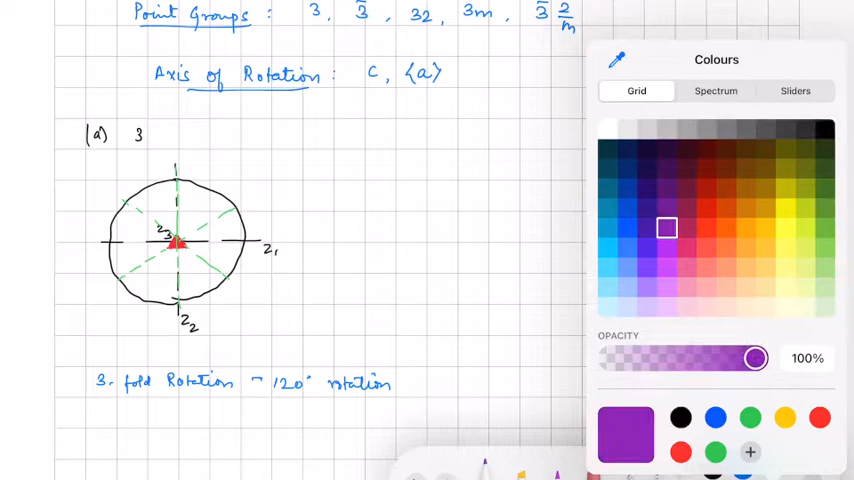 Point Groups : 3, 3̄, 32, 3m, 3̄ 2/m
Axis of Rotation : C, ⟨a⟩
(a) 3
Z₃
Z₁
Z₂
3-fold Rotation - 120° rotation
Colours
Grid Spectrum Sliders
OPACITY
100%